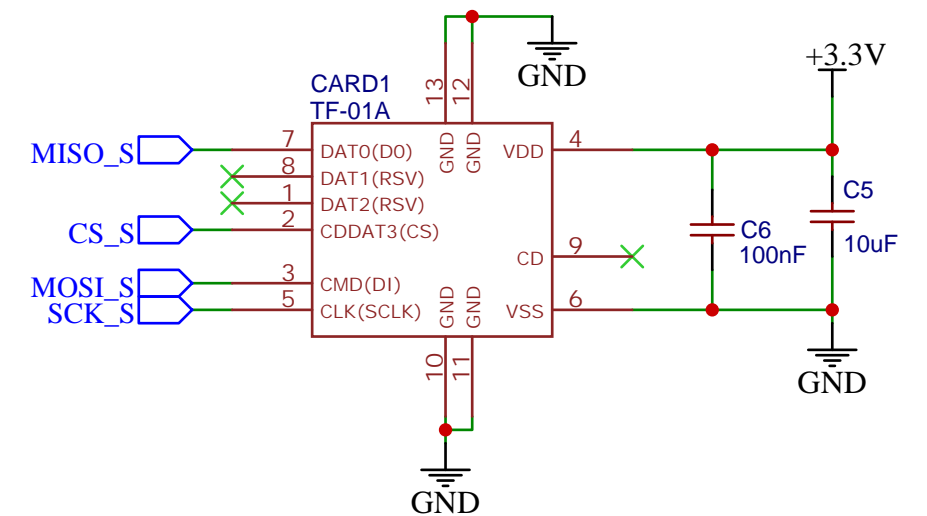 +3.3V
GND
CARD1
TF-01A
13
12
MISO_S
7
DAT0(D0)
GND
GND
VDD
4
8
DAT1(RSV)
1
DAT2(RSV)
C5
CS_S
2
CDDAT3(CS)
C6
10uF
CD
9
100nF
MOSI_S
3
CMD(DI)
SCK_S
5
CLK(SCLK)
GND
GND
VSS
6
10
11
GND
GND